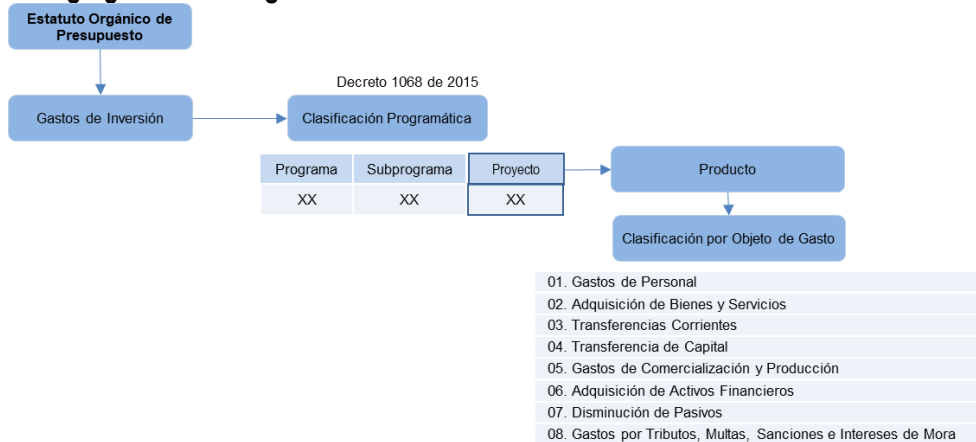 Estatuto Orgánico de
Presupuesto
Decreto 1068 de 2015
Gastos de Inversión
Clasificación Programática
Programa
Subprograma
Proyecto
Producto
XX
XX
XX
Clasificación por Objeto de Gasto
01. Gastos de Personal
02. Adquisición de Bienes y Servicios
03. Transferencias Corrientes
04. Transferencia de Capital
05. Gastos de Comercialización y Producción
06. Adquisición de Activos Financieros
07. Disminución de Pasivos
08. Gastos por Tributos, Multas, Sanciones e Intereses de Mora